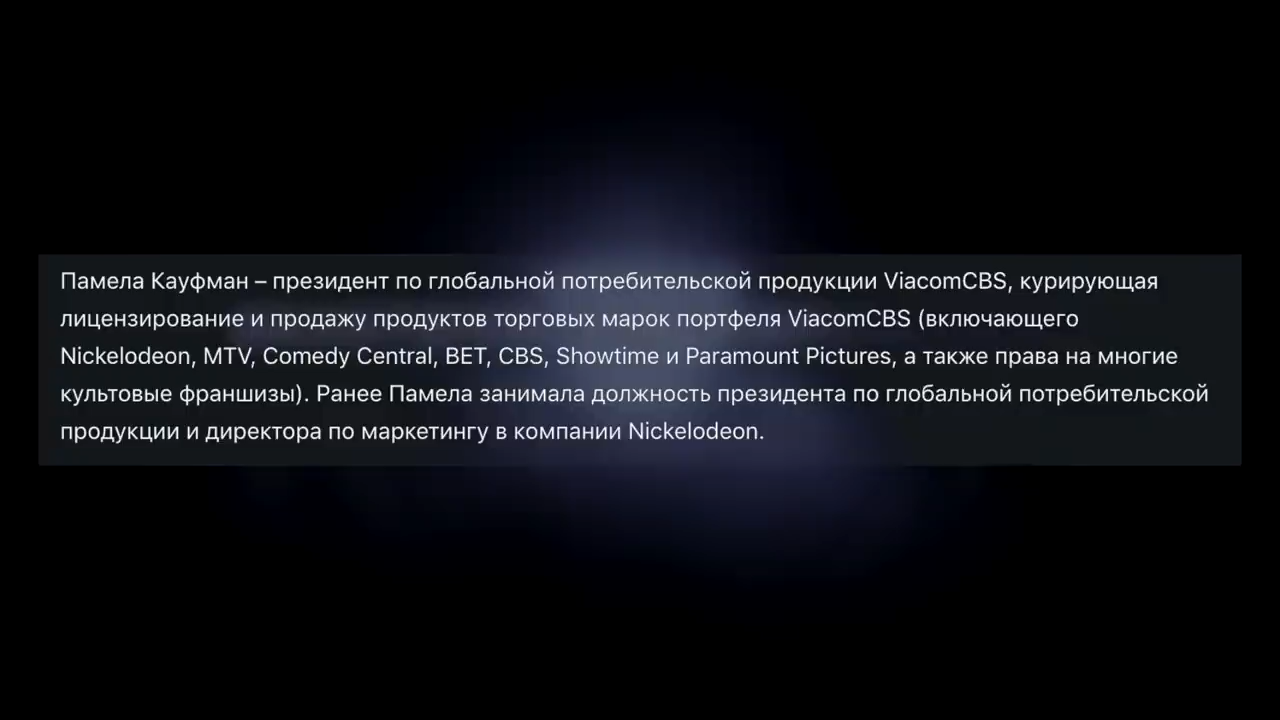 Памела Кауфман – президент по глобальной потребительской продукции ViacomCBS, курирующая
лицензирование и продажу продуктов торговых марок портфеля ViacomCBS (включающего
Nickelodeon, MTV, Comedy Central, BET, CBS, Showtime и Paramount Pictures, а также права на многие
культовые франшизы). Ранее Памела занимала должность президента по глобальной потребительской
продукции и директора по маркетингу в компании Nickelodeon.